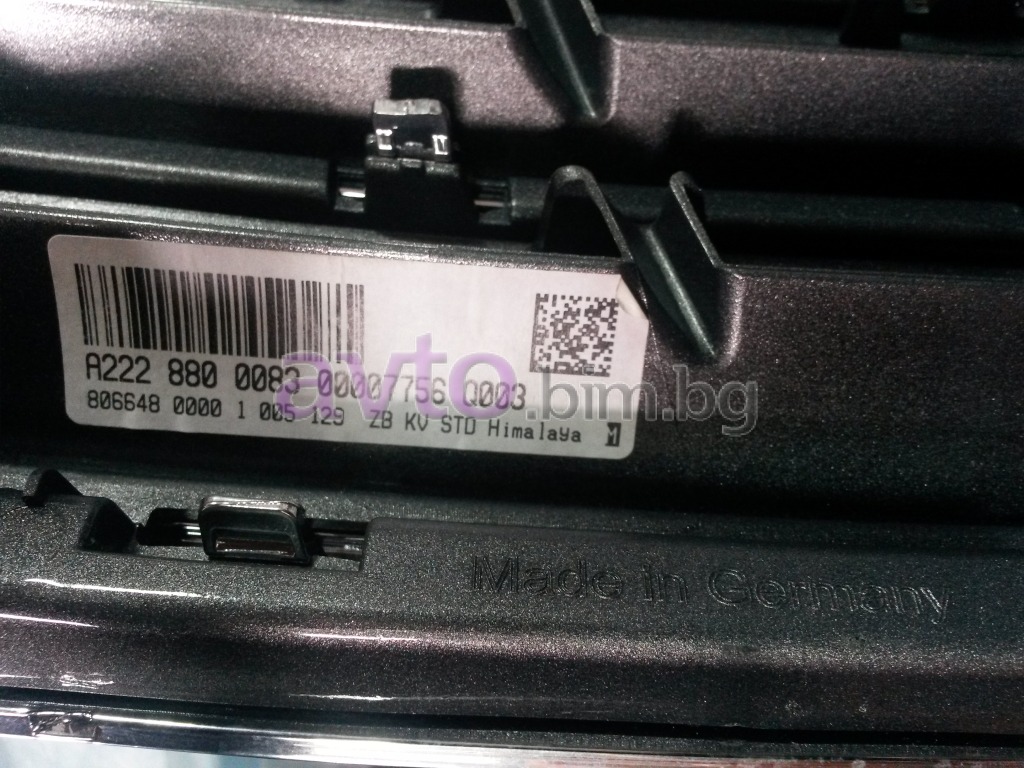 A222 880 0083 00007756 Q003
806648 0000 1 005 129 ZB KV STD Himalaya M
avto.bim.bg
Made in Germany